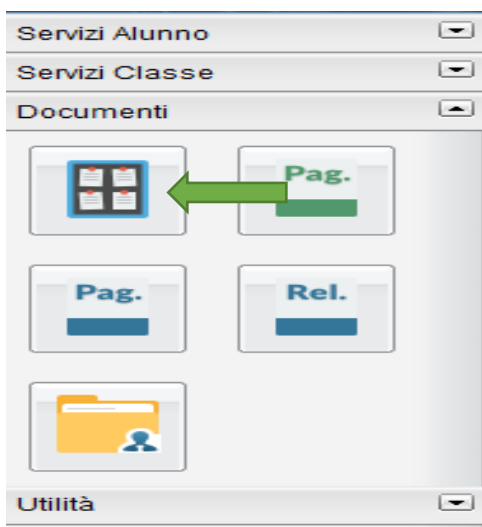 Servizi Alunno
Servizi Classe
Documenti
Pag.
Pag.
Rel.
Utilità